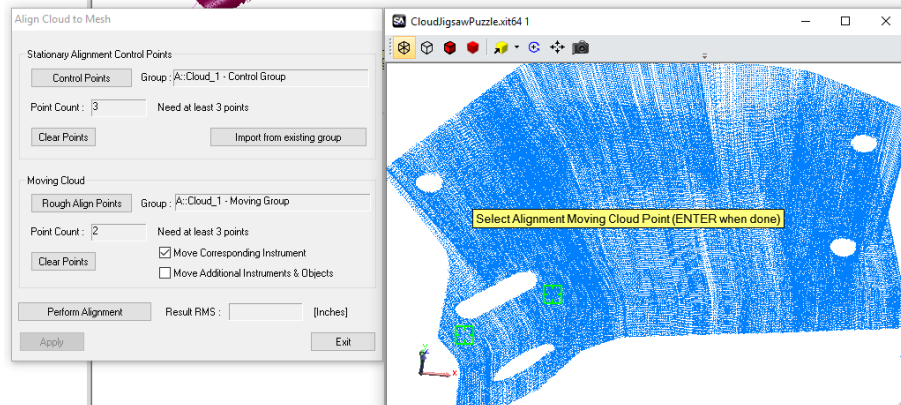 Align Cloud to Mesh
Stationary Alignment Control Points
Control Points Group : A::Cloud_1 - Control Group
Point Count : 3 Need at least 3 points
Clear Points Import from existing group
Moving Cloud
Rough Align Points Group : A::Cloud_1 - Moving Group
Point Count : 2 Need at least 3 points
Clear Points
Move Corresponding Instrument
Move Additional Instruments & Objects
Perform Alignment Result RMS : [Inches]
Apply Exit
SA CloudJigsawPuzzle.xit64 1
Select Alignment Moving Cloud Point (ENTER when done)
Y
X